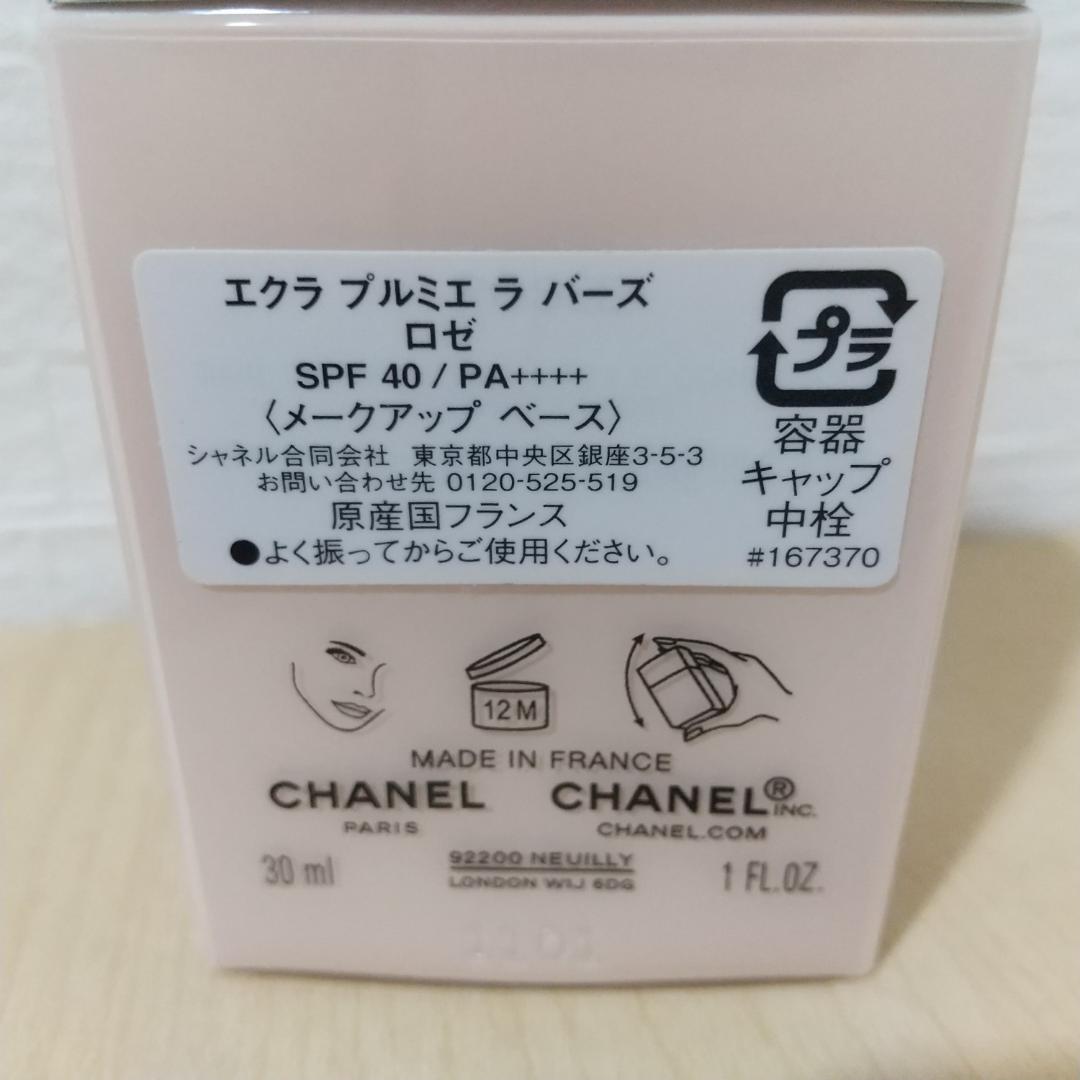 エクラ プルミエ ラ バーズ
ロゼ
SPF 40 / PA++++
〈メークアップ ベース〉
シャネル合同会社 東京都中央区銀座3-5-3
お問い合わせ先 0120-525-519
原産国フランス
●よく振ってからご使用ください。
プラ
容器
キャップ
中栓
#167370
12M
MADE IN FRANCE
CHANEL
PARIS
CHANEL® INC.
CHANEL.COM
30 ml
92200 NEUILLY
LONDON W1J 6DG
1 FL.OZ.